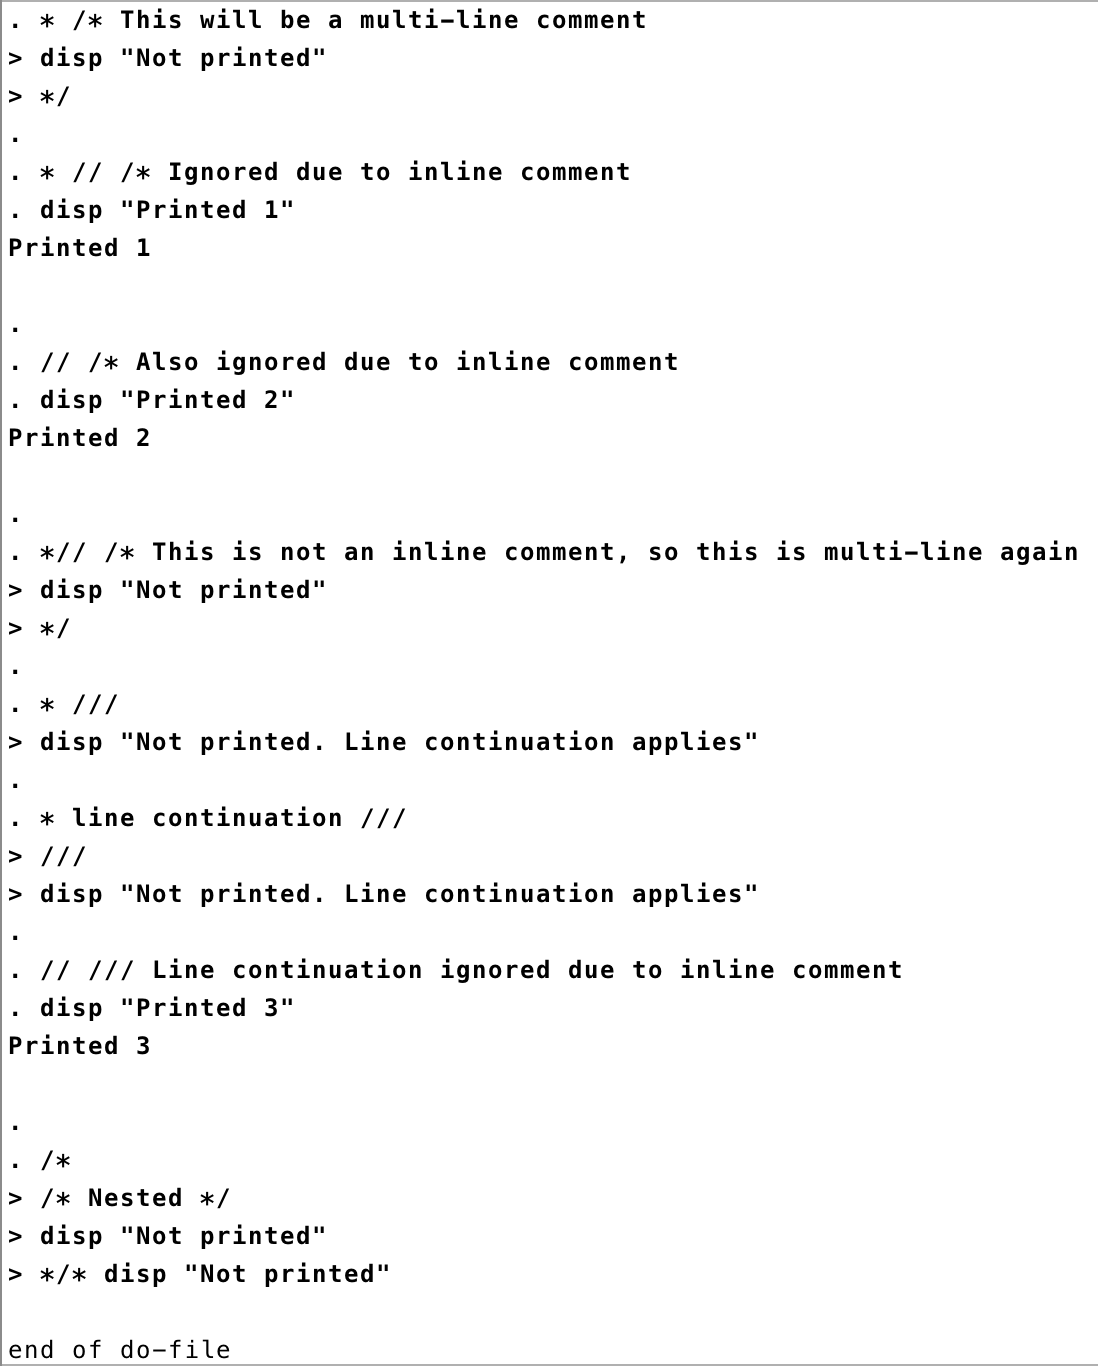 . * /* This will be a multi-line comment
> disp "Not printed"
> */
.
. * // /* Ignored due to inline comment
. disp "Printed 1"
Printed 1

.
. // /* Also ignored due to inline comment
. disp "Printed 2"
Printed 2

.
. *// /* This is not an inline comment, so this is multi-line again
> disp "Not printed"
> */
.
. * ///
> disp "Not printed. Line continuation applies"
.
. * line continuation ///
> ///
> disp "Not printed. Line continuation applies"
.
. // /// Line continuation ignored due to inline comment
. disp "Printed 3"
Printed 3

.
. /*
> /* Nested */
> disp "Not printed"
> */* disp "Not printed"

end of do-file